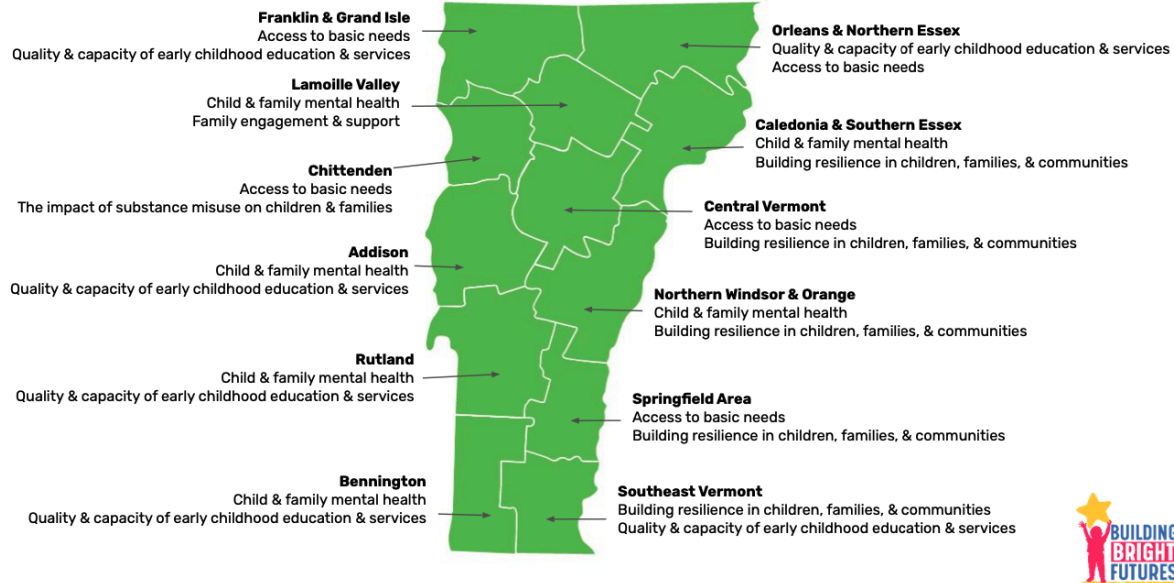 Franklin & Grand Isle
Access to basic needs
Quality & capacity of early childhood education & services
Lamoille Valley
Child & family mental health
Family engagement & support
Chittenden
Access to basic needs
The impact of substance misuse on children & families
Addison
Child & family mental health
Quality & capacity of early childhood education & services
Rutland
Child & family mental health
Quality & capacity of early childhood education & services
Bennington
Child & family mental health
Quality & capacity of early childhood education & services
Orleans & Northern Essex
Quality & capacity of early childhood education & services
Access to basic needs
Caledonia & Southern Essex
Child & family mental health
Building resilience in children, families, & communities
Central Vermont
Access to basic needs
Building resilience in children, families, & communities
Northern Windsor & Orange
Child & family mental health
Building resilience in children, families, & communities
Springfield Area
Access to basic needs
Building resilience in children, families, & communities
Southeast Vermont
Building resilience in children, families, & communities
Quality & capacity of early childhood education & services
BUILDING
BRIGHT
FUTURES